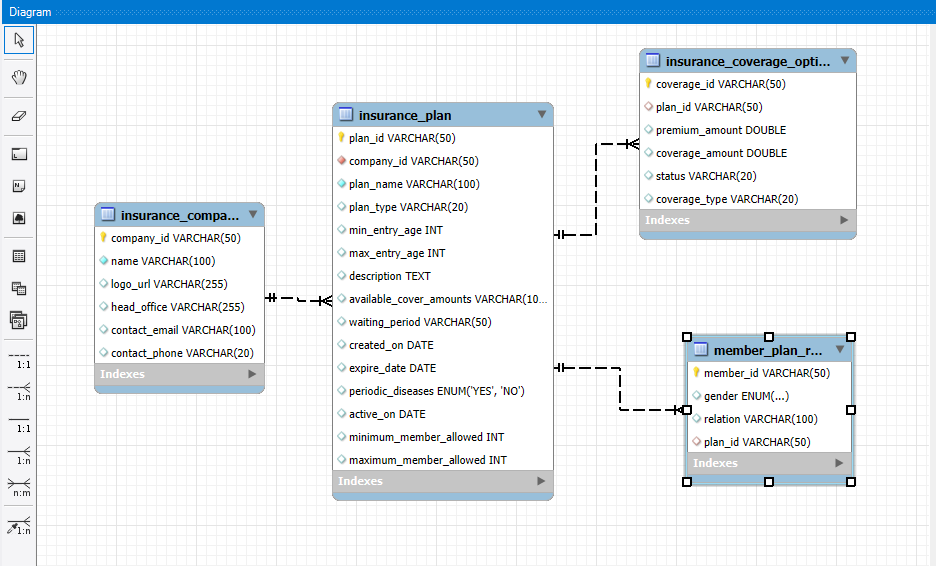 Diagram
1:1
1:n
1:1
1:n
n:m
1:n
insurance_compa...
company_id VARCHAR(50)
name VARCHAR(100)
logo_url VARCHAR(255)
head_office VARCHAR(255)
contact_email VARCHAR(100)
contact_phone VARCHAR(20)
Indexes
insurance_plan
plan_id VARCHAR(50)
company_id VARCHAR(50)
plan_name VARCHAR(100)
plan_type VARCHAR(20)
min_entry_age INT
max_entry_age INT
description TEXT
available_cover_amounts VARCHAR(10...
waiting_period VARCHAR(50)
created_on DATE
expire_date DATE
periodic_diseases ENUM('YES', 'NO')
active_on DATE
minimum_member_allowed INT
maximum_member_allowed INT
Indexes
insurance_coverage_opti...
coverage_id VARCHAR(50)
plan_id VARCHAR(50)
premium_amount DOUBLE
coverage_amount DOUBLE
status VARCHAR(20)
coverage_type VARCHAR(20)
Indexes
member_plan_r...
member_id VARCHAR(50)
gender ENUM(...)
relation VARCHAR(100)
plan_id VARCHAR(50)
Indexes